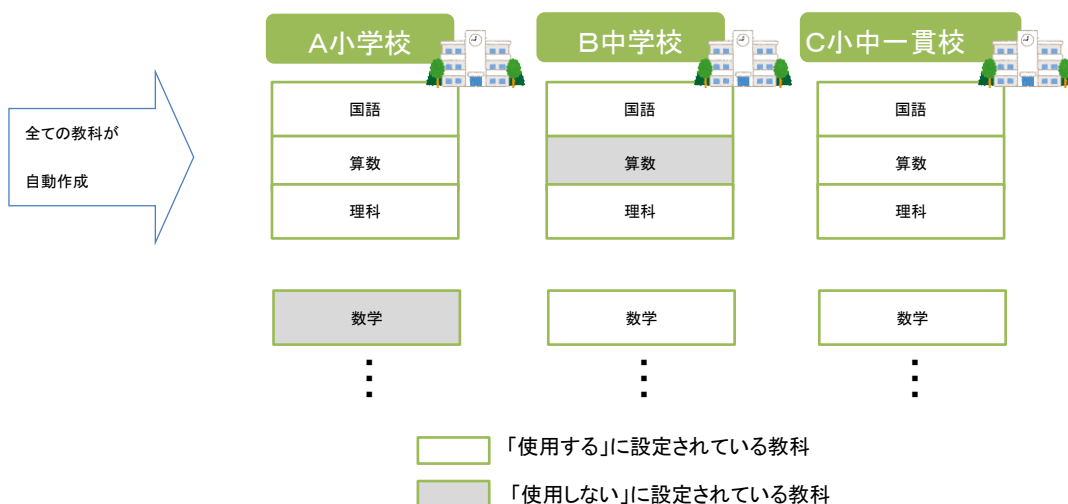 A小学校
B中学校
C小中一貫校
全ての教科が
自動作成
国語
国語
国語
算数
算数
算数
理科
理科
理科
数学
数学
数学
「使用する」に設定されている教科
「使用しない」に設定されている教科